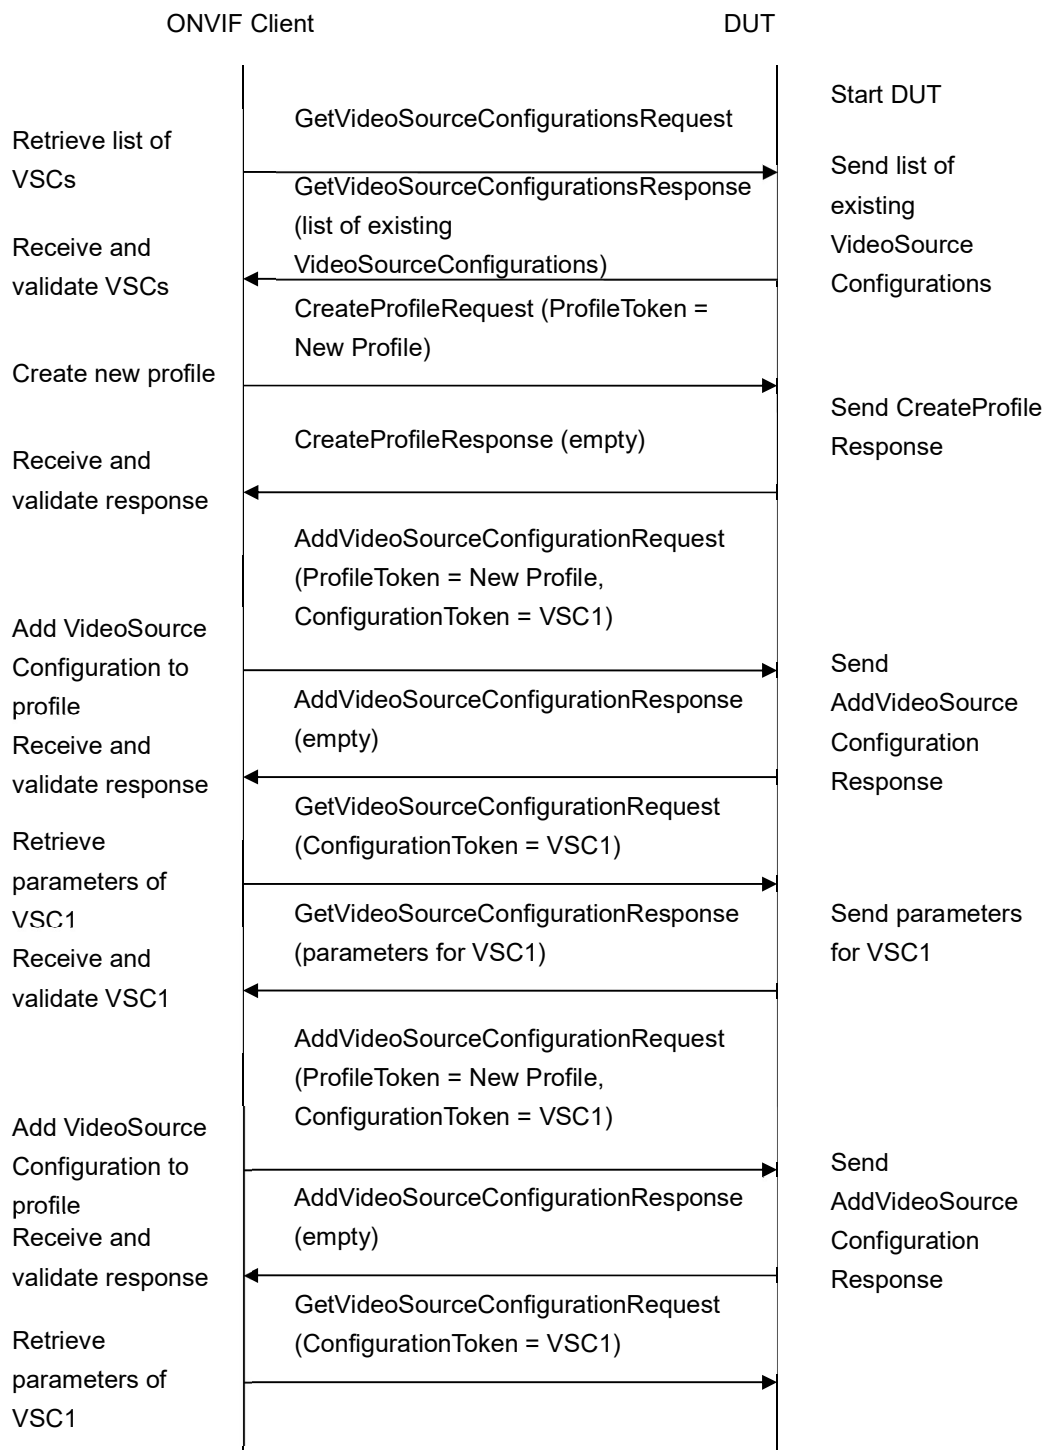 ONVIF Client
DUT
Start DUT
GetVideoSourceConfigurationsRequest
Retrieve list of
VSCs
Send list of
existing
VideoSource
Configurations
GetVideoSourceConfigurationsResponse
(list of existing
VideoSourceConfigurations)
Receive and
validate VSCs
CreateProfileRequest (ProfileToken =
New Profile)
Create new profile
Send CreateProfile
Response
CreateProfileResponse (empty)
Receive and
validate response
AddVideoSourceConfigurationRequest
(ProfileToken = New Profile,
ConfigurationToken = VSC1)
Add VideoSource
Configuration to
profile
Send
AddVideoSource
Configuration
Response
AddVideoSourceConfigurationResponse
(empty)
Receive and
validate response
GetVideoSourceConfigurationRequest
(ConfigurationToken = VSC1)
Retrieve
parameters of
VSC1
Send parameters
for VSC1
GetVideoSourceConfigurationResponse
(parameters for VSC1)
Receive and
validate VSC1
AddVideoSourceConfigurationRequest
(ProfileToken = New Profile,
ConfigurationToken = VSC1)
Add VideoSource
Configuration to
profile
Send
AddVideoSource
Configuration
Response
AddVideoSourceConfigurationResponse
(empty)
Receive and
validate response
GetVideoSourceConfigurationRequest
(ConfigurationToken = VSC1)
Retrieve
parameters of
VSC1